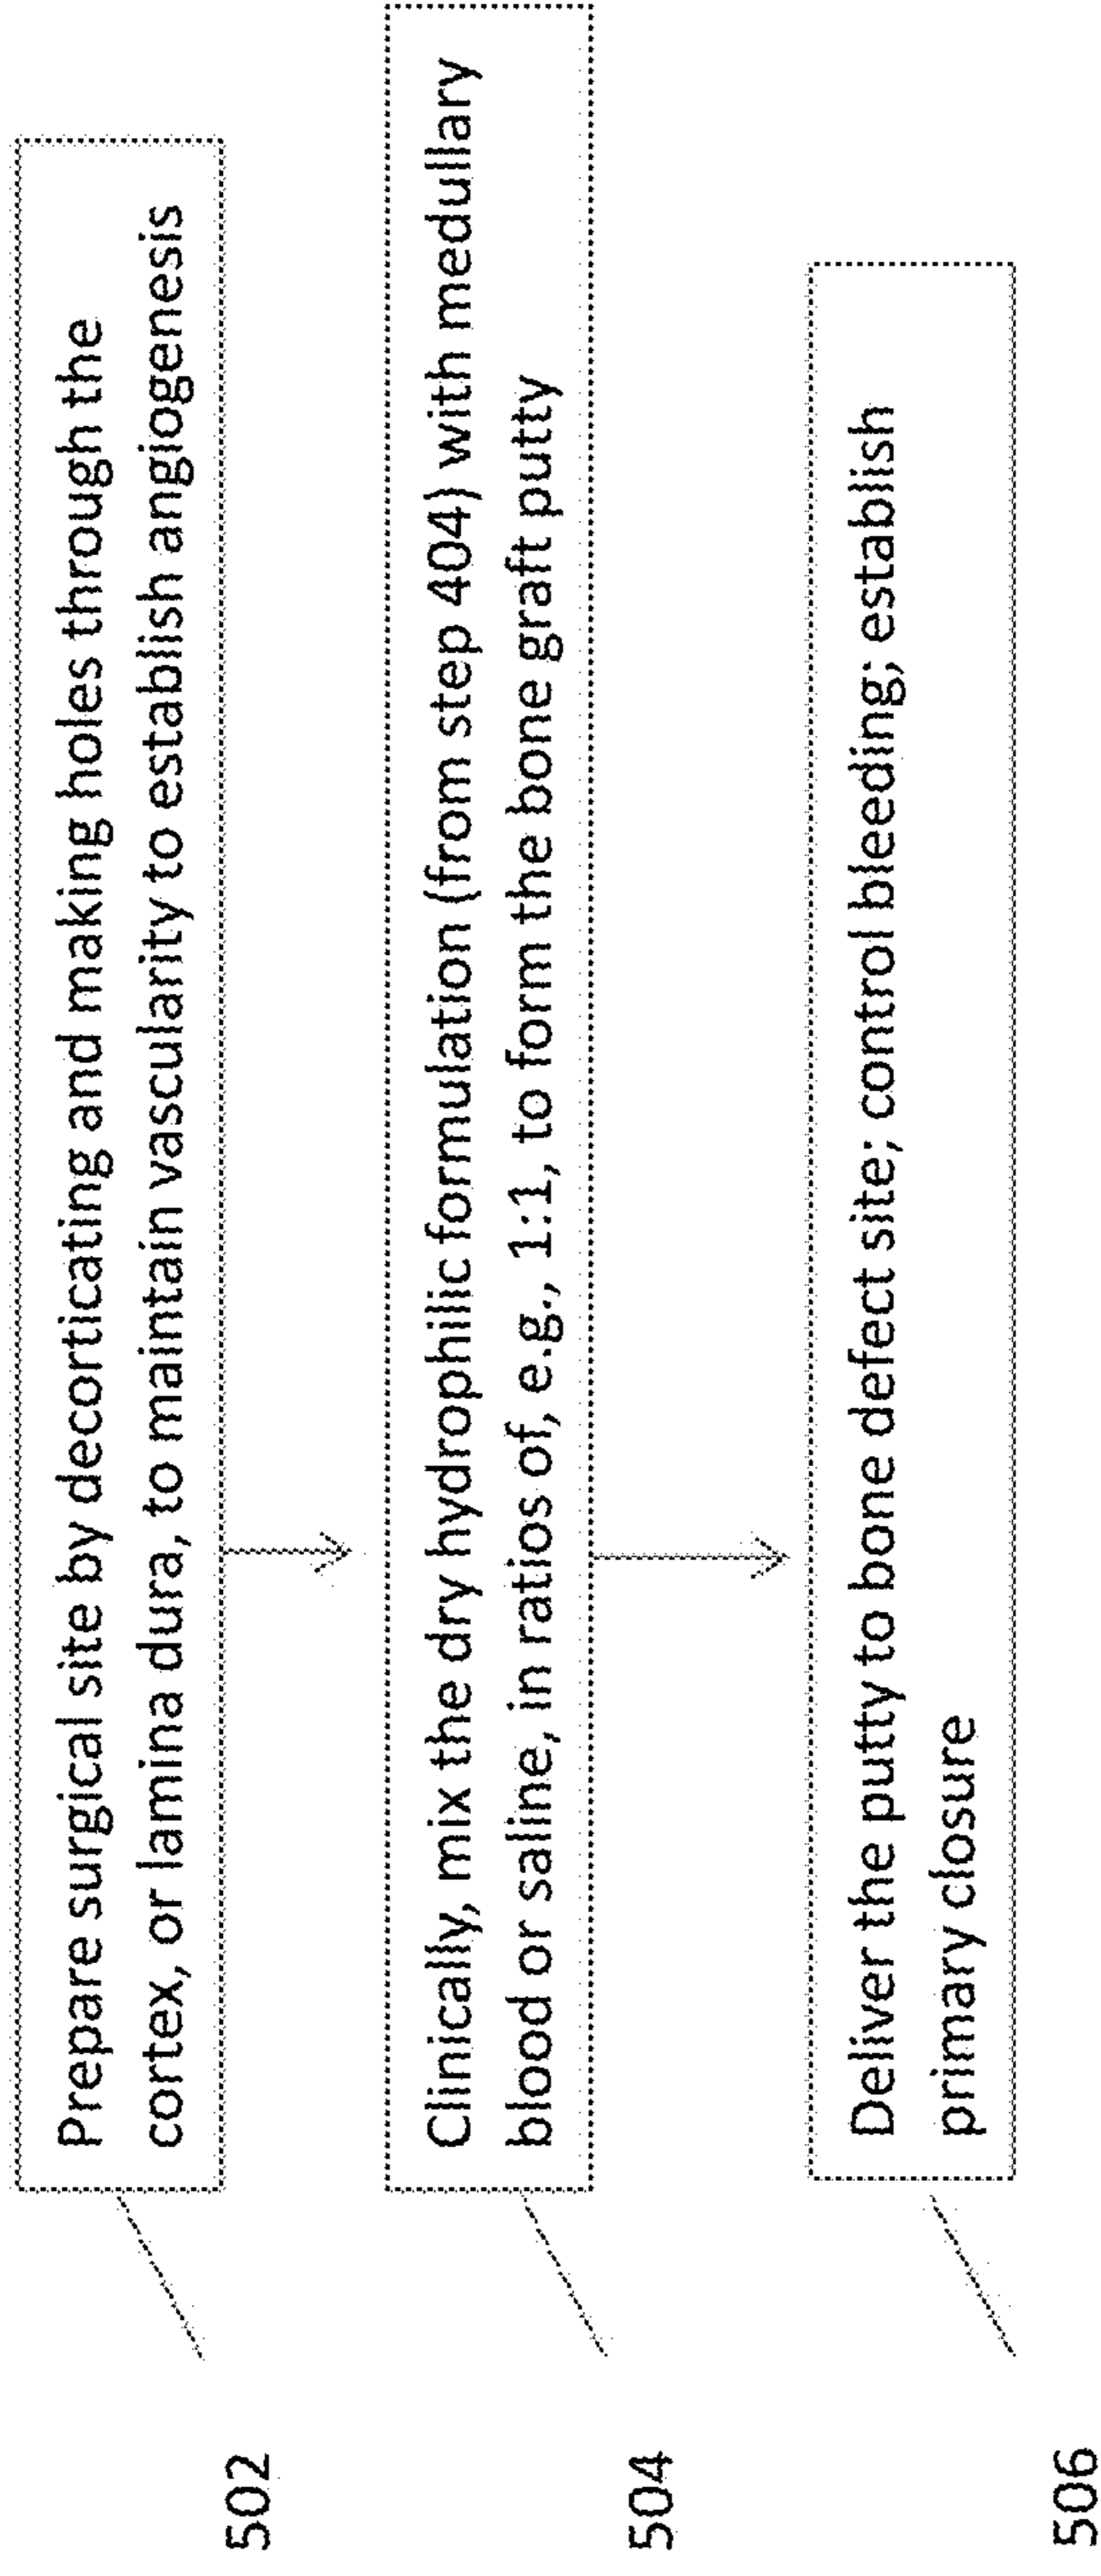 Prepare surgical site by decorticating and making holes through the
cortex, or lamina dura, to maintain vascularity to establish angiogenesis
502
Clinically, mix the dry hydrophilic formulation (from step 404) with medullary
blood or saline, in ratios of, e.g., 1:1, to form the bone graft putty
504
Deliver the putty to bone defect site; control bleeding; establish
primary closure
506